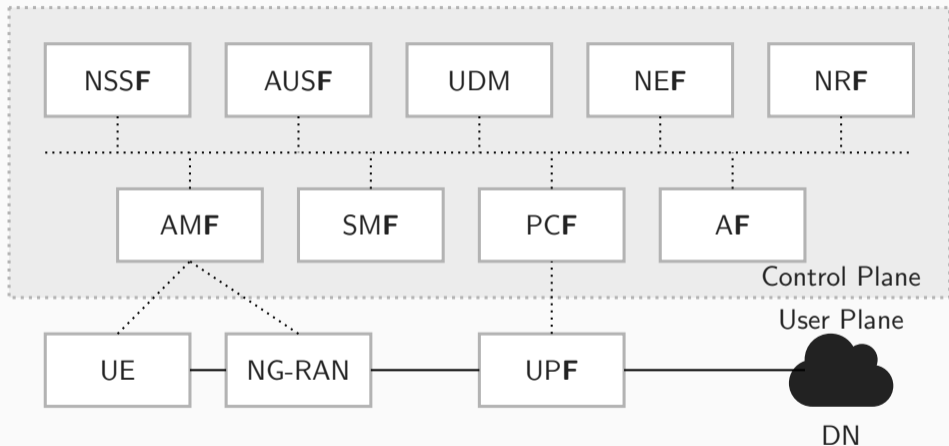 NSSF
AUSF
UDM
NEF
NRF
AMF
SMF
PCF
AF
Control Plane
User Plane
UE
NG-RAN
UPF
DN